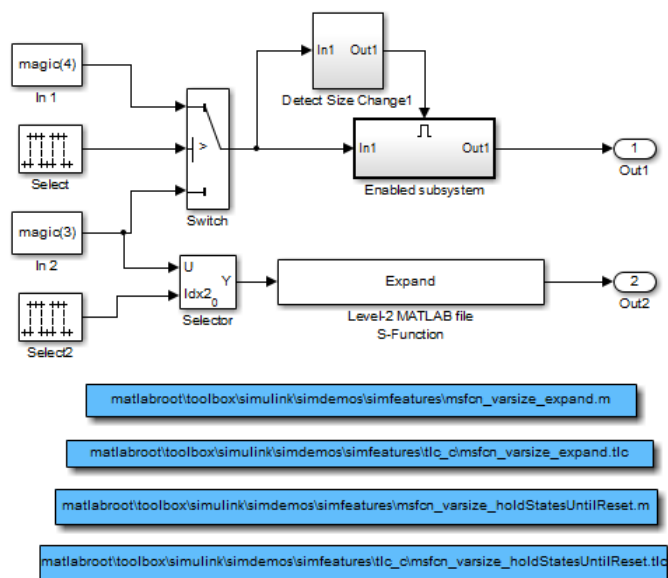 magic(4)
In 1
Select
magic(3)
In 2
Select2
>
Switch
In1 Out1
Detect Size Change1
In1 Out1
Enabled subsystem
1
Out1
U
Idx2 0
Y
Selector
Expand
Level-2 MATLAB file
S-Function
2
Out2
matlabroot\toolbox\simulink\simdemos\simfeatures\msfcn_varsize_expand.m
matlabroot\toolbox\simulink\simdemos\simfeatures\tlc_c\msfcn_varsize_expand.tlc
matlabroot\toolbox\simulink\simdemos\simfeatures\msfcn_varsize_holdStatesUntilReset.m
matlabroot\toolbox\simulink\simdemos\simfeatures\tlc_c\msfcn_varsize_holdStatesUntilReset.tlc